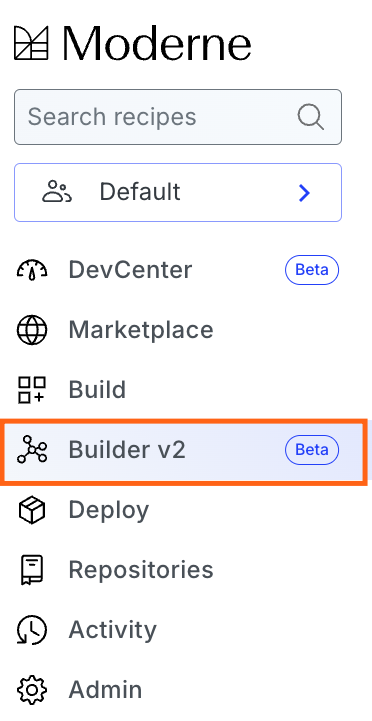 Moderne
Search recipes
Default
DevCenter Beta
Marketplace
Build
Builder v2 Beta
Deploy
Repositories
Activity
Admin